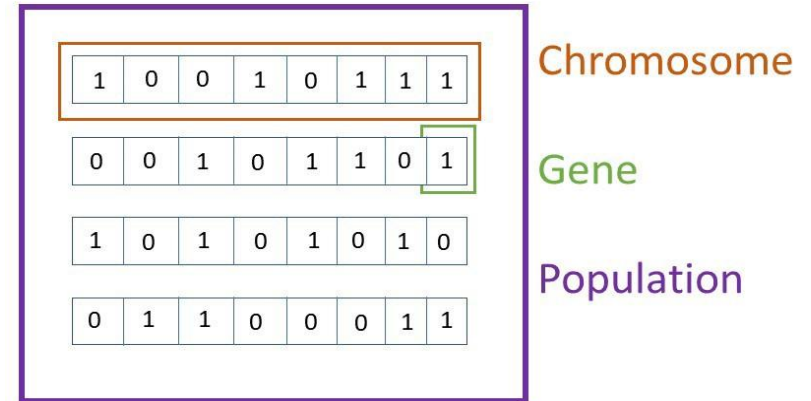 1 0 0 1 0 1 1 1
Chromosome
0 0 1 0 1 1 0 1
Gene
1 0 1 0 1 0 1 0
Population
0 1 1 0 0 0 1 1